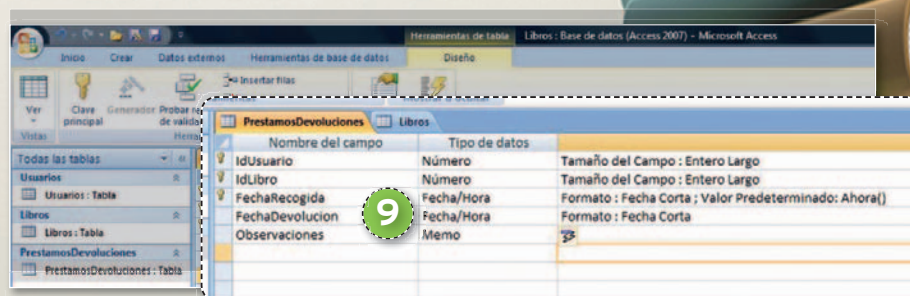 Herramientas de tabla Libros : Base de datos (Access 2007) - Microsoft Access
Inicio Crear Datos externos Herramientas de base de datos Diseño
Insertar filas
Ver Clave principal Generador Probar
de valida
Vistas Herra
Mostrar u ocultar
PrestamosDevoluciones Libros
Nombre del campo Tipo de datos
IdUsuario Número Tamaño del Campo : Entero Largo
IdLibro Número Tamaño del Campo : Entero Largo
FechaRecogida Fecha/Hora Formato : Fecha Corta ; Valor Predeterminado: Ahora()
FechaDevolucion Fecha/Hora Formato : Fecha Corta
Observaciones Memo
9
Todas las tablas
Usuarios
Usuarios : Tabla
Libros
Libros : Tabla
PrestamosDevoluciones
PrestamosDevoluciones : Tabla